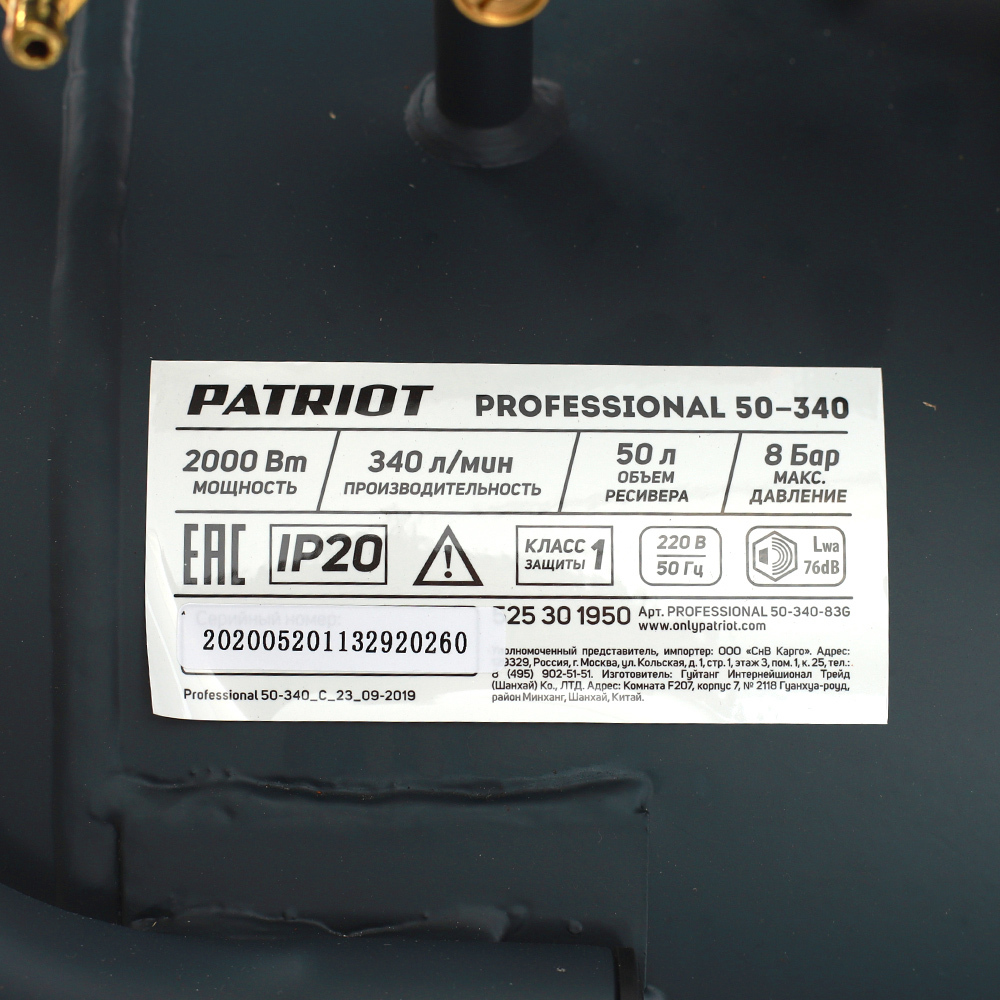 PATRIOT PROFESSIONAL 50-340
2000 Вт 340 л/мин 50 л 8 Бар
МОЩНОСТЬ ПРОИЗВОДИТЕЛЬНОСТЬ ОБЪЕМ РЕСИВЕРА МАКС. ДАВЛЕНИЕ
EAC IP20 КЛАСС ЗАЩИТЫ 1 220 В 50 Гц Lwa 76dB
Серийный номер:
202005201132920260
Professional 50-340_C_23_09-2019
525 30 1950 Арт. PROFESSIONAL 50-340-83G
www.onlypatriot.com
представитель, импортер: ООО «СнВ Карго». Адрес:
Россия, г. Москва, ул. Кольская, д. 1, стр. 1, этаж 3, пом. 1, к. 25, тел.:
8 (495) 902-51-51. Изготовитель: Гуйтанг Интернейшионал Трейд
(Шанхай) Ко., ЛТД. Адрес: Комната F207, корпус 7, № 2118 Гуанхуа-роуд,
район Минханг, Шанхай, Китай.